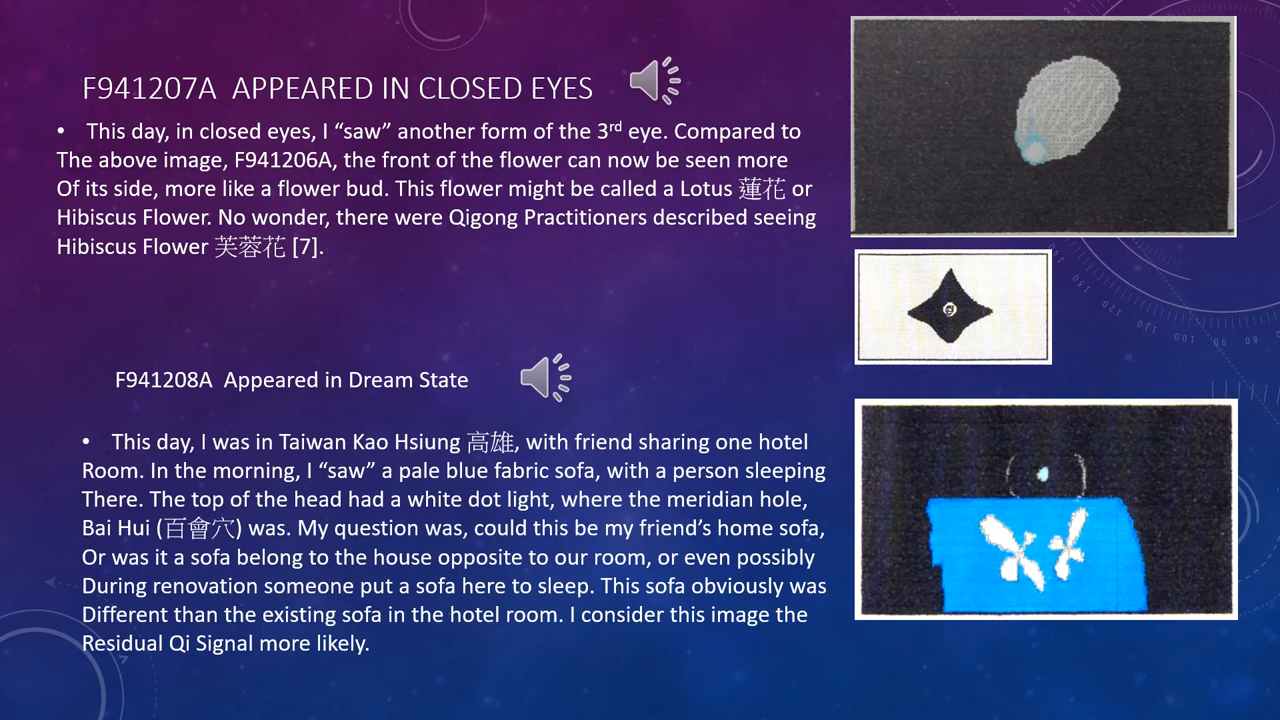 F941207A APPEARED IN CLOSED EYES
• This day, in closed eyes, I “saw” another form of the 3rd eye. Compared to
The above image, F941206A, the front of the flower can now be seen more
Of its side, more like a flower bud. This flower might be called a Lotus 蓮花 or
Hibiscus Flower. No wonder, there were Qigong Practitioners described seeing
Hibiscus Flower 芙蓉花 [7].
F941208A Appeared in Dream State
• This day, I was in Taiwan Kao Hsiung 高雄, with friend sharing one hotel
Room. In the morning, I “saw” a pale blue fabric sofa, with a person sleeping
There. The top of the head had a white dot light, where the meridian hole,
Bai Hui (百會穴) was. My question was, could this be my friend’s home sofa,
Or was it a sofa belong to the house opposite to our room, or even possibly
During renovation someone put a sofa here to sleep. This sofa obviously was
Different than the existing sofa in the hotel room. I consider this image the
Residual Qi Signal more likely.